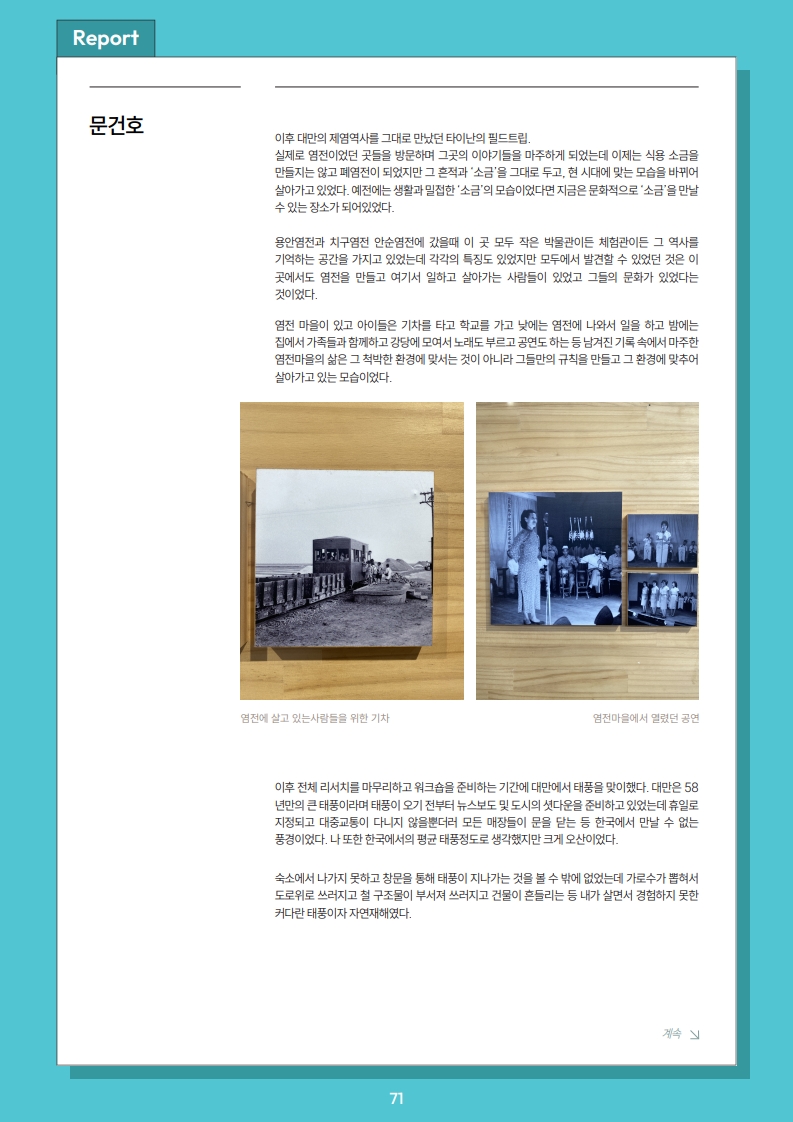 Report
문건호
이후 대만의 제염역사를 그대로 만났던 타이난의 필드트립.
실제로 염전이었던 곳들을 방문하며 그곳의 이야기들을 마주하게 되었는데 이제는 식용 소금을
만들지는 않고 폐염전이 되었지만 그 흔적과 ‘소금’을 그대로 두고, 현 시대에 맞는 모습을 바뀌어
살아가고 있었다. 예전에는 생활과 밀접한 ‘소금’의 모습이었다면 지금은 문화적으로 ‘소금’을 만날
수 있는 장소가 되어있었다.
용안염전과 치구염전 안순염전에 갔을때 이 곳 모두 작은 박물관이든 체험관이든 그 역사를
기억하는 공간을 가지고 있었는데 각각의 특징도 있었지만 모두에서 발견할 수 있었던 것은 이
곳에서도 염전을 만들고 여기서 일하고 살아가는 사람들이 있었고 그들의 문화가 있었다는
것이었다.
염전 마을이 있고 아이들은 기차를 타고 학교를 가고 낮에는 염전에 나와서 일을 하고 밤에는
집에서 가족들과 함께하고 강당에 모여서 노래도 부르고 공연도 하는 등 남겨진 기록 속에서 마주한
염전마을의 삶은 그 척박한 환경에 맞서는 것이 아니라 그들만의 규칙을 만들고 그 환경에 맞추어
살아가고 있는 모습이었다.
염전에 살고 있는사람들을 위한 기차
염전마을에서 열렸던 공연
이후 전체 리서치를 마무리하고 워크숍을 준비하는 기간에 대만에서 태풍을 맞이했다. 대만은 58
년만의 큰 태풍이라며 태풍이 오기 전부터 뉴스보도 및 도시의 셧다운을 준비하고 있었는데 휴일로
지정되고 대중교통이 다니지 않을뿐더러 모든 매장들이 문을 닫는 등 한국에서 만날 수 없는
풍경이었다. 나 또한 한국에서의 평균 태풍정도로 생각했지만 크게 오산이었다.
숙소에서 나가지 못하고 창문을 통해 태풍이 지나가는 것을 볼 수 밖에 없었는데 가로수가 뽑혀서
도로위로 쓰러지고 철 구조물이 부서져 쓰러지고 건물이 흔들리는 등 내가 살면서 경험하지 못한
커다란 태풍이자 자연재해였다.
계속
71